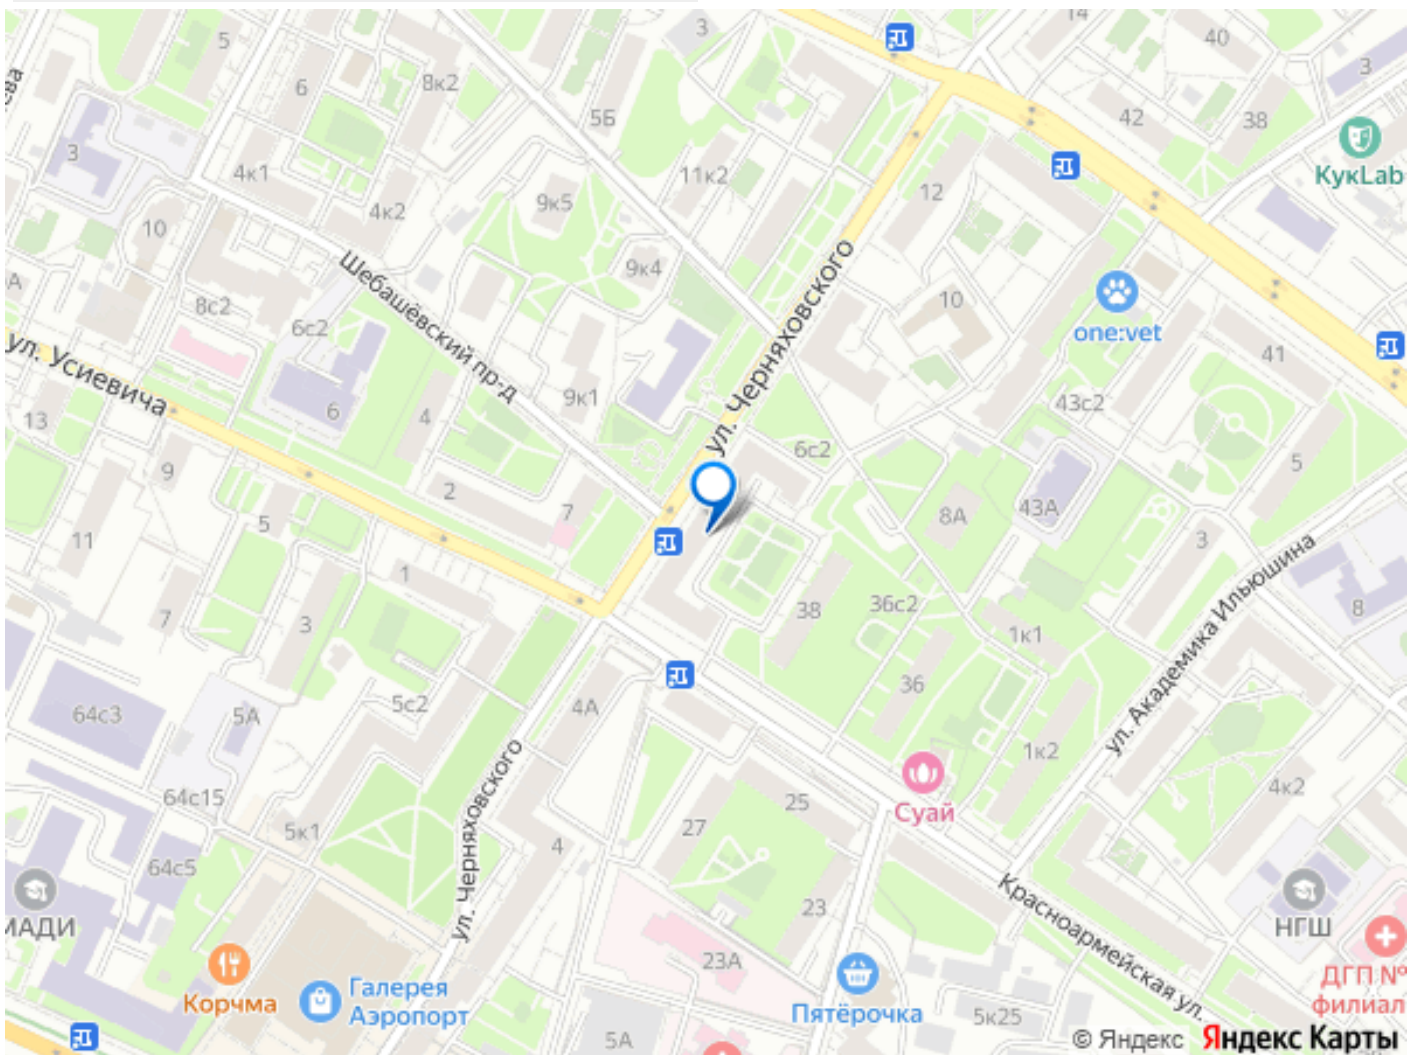 3
14
40
5
8к2
3
6
5Б
42
38
КукLab
3
4к1
11к2
12
4к2
9к5
10
9к4
ул. Черняховского
Шебашёвский пр-д
8с2
6с2
10
one:vet
ул. Усиевича
41
6
4
9к1
43с2
13
6с2
9
2
7
5
8А
43А
5
11
3
ул. Академика Ильюшина
1
7
3
38
36с2
1к1
8
64с3
5А
5с2
4А
36
1к2
64с15
Суай
4к2
5к1
25
27
4
64с5
ул. Черняховского
23
Красноармейская ул.
МАДИ
НГШ
23А
Корчма
Галерея
Аэропорт
Пятёрочка
5к25
ДГП №
филиал
5А
© Яндекс Яндекс Карты